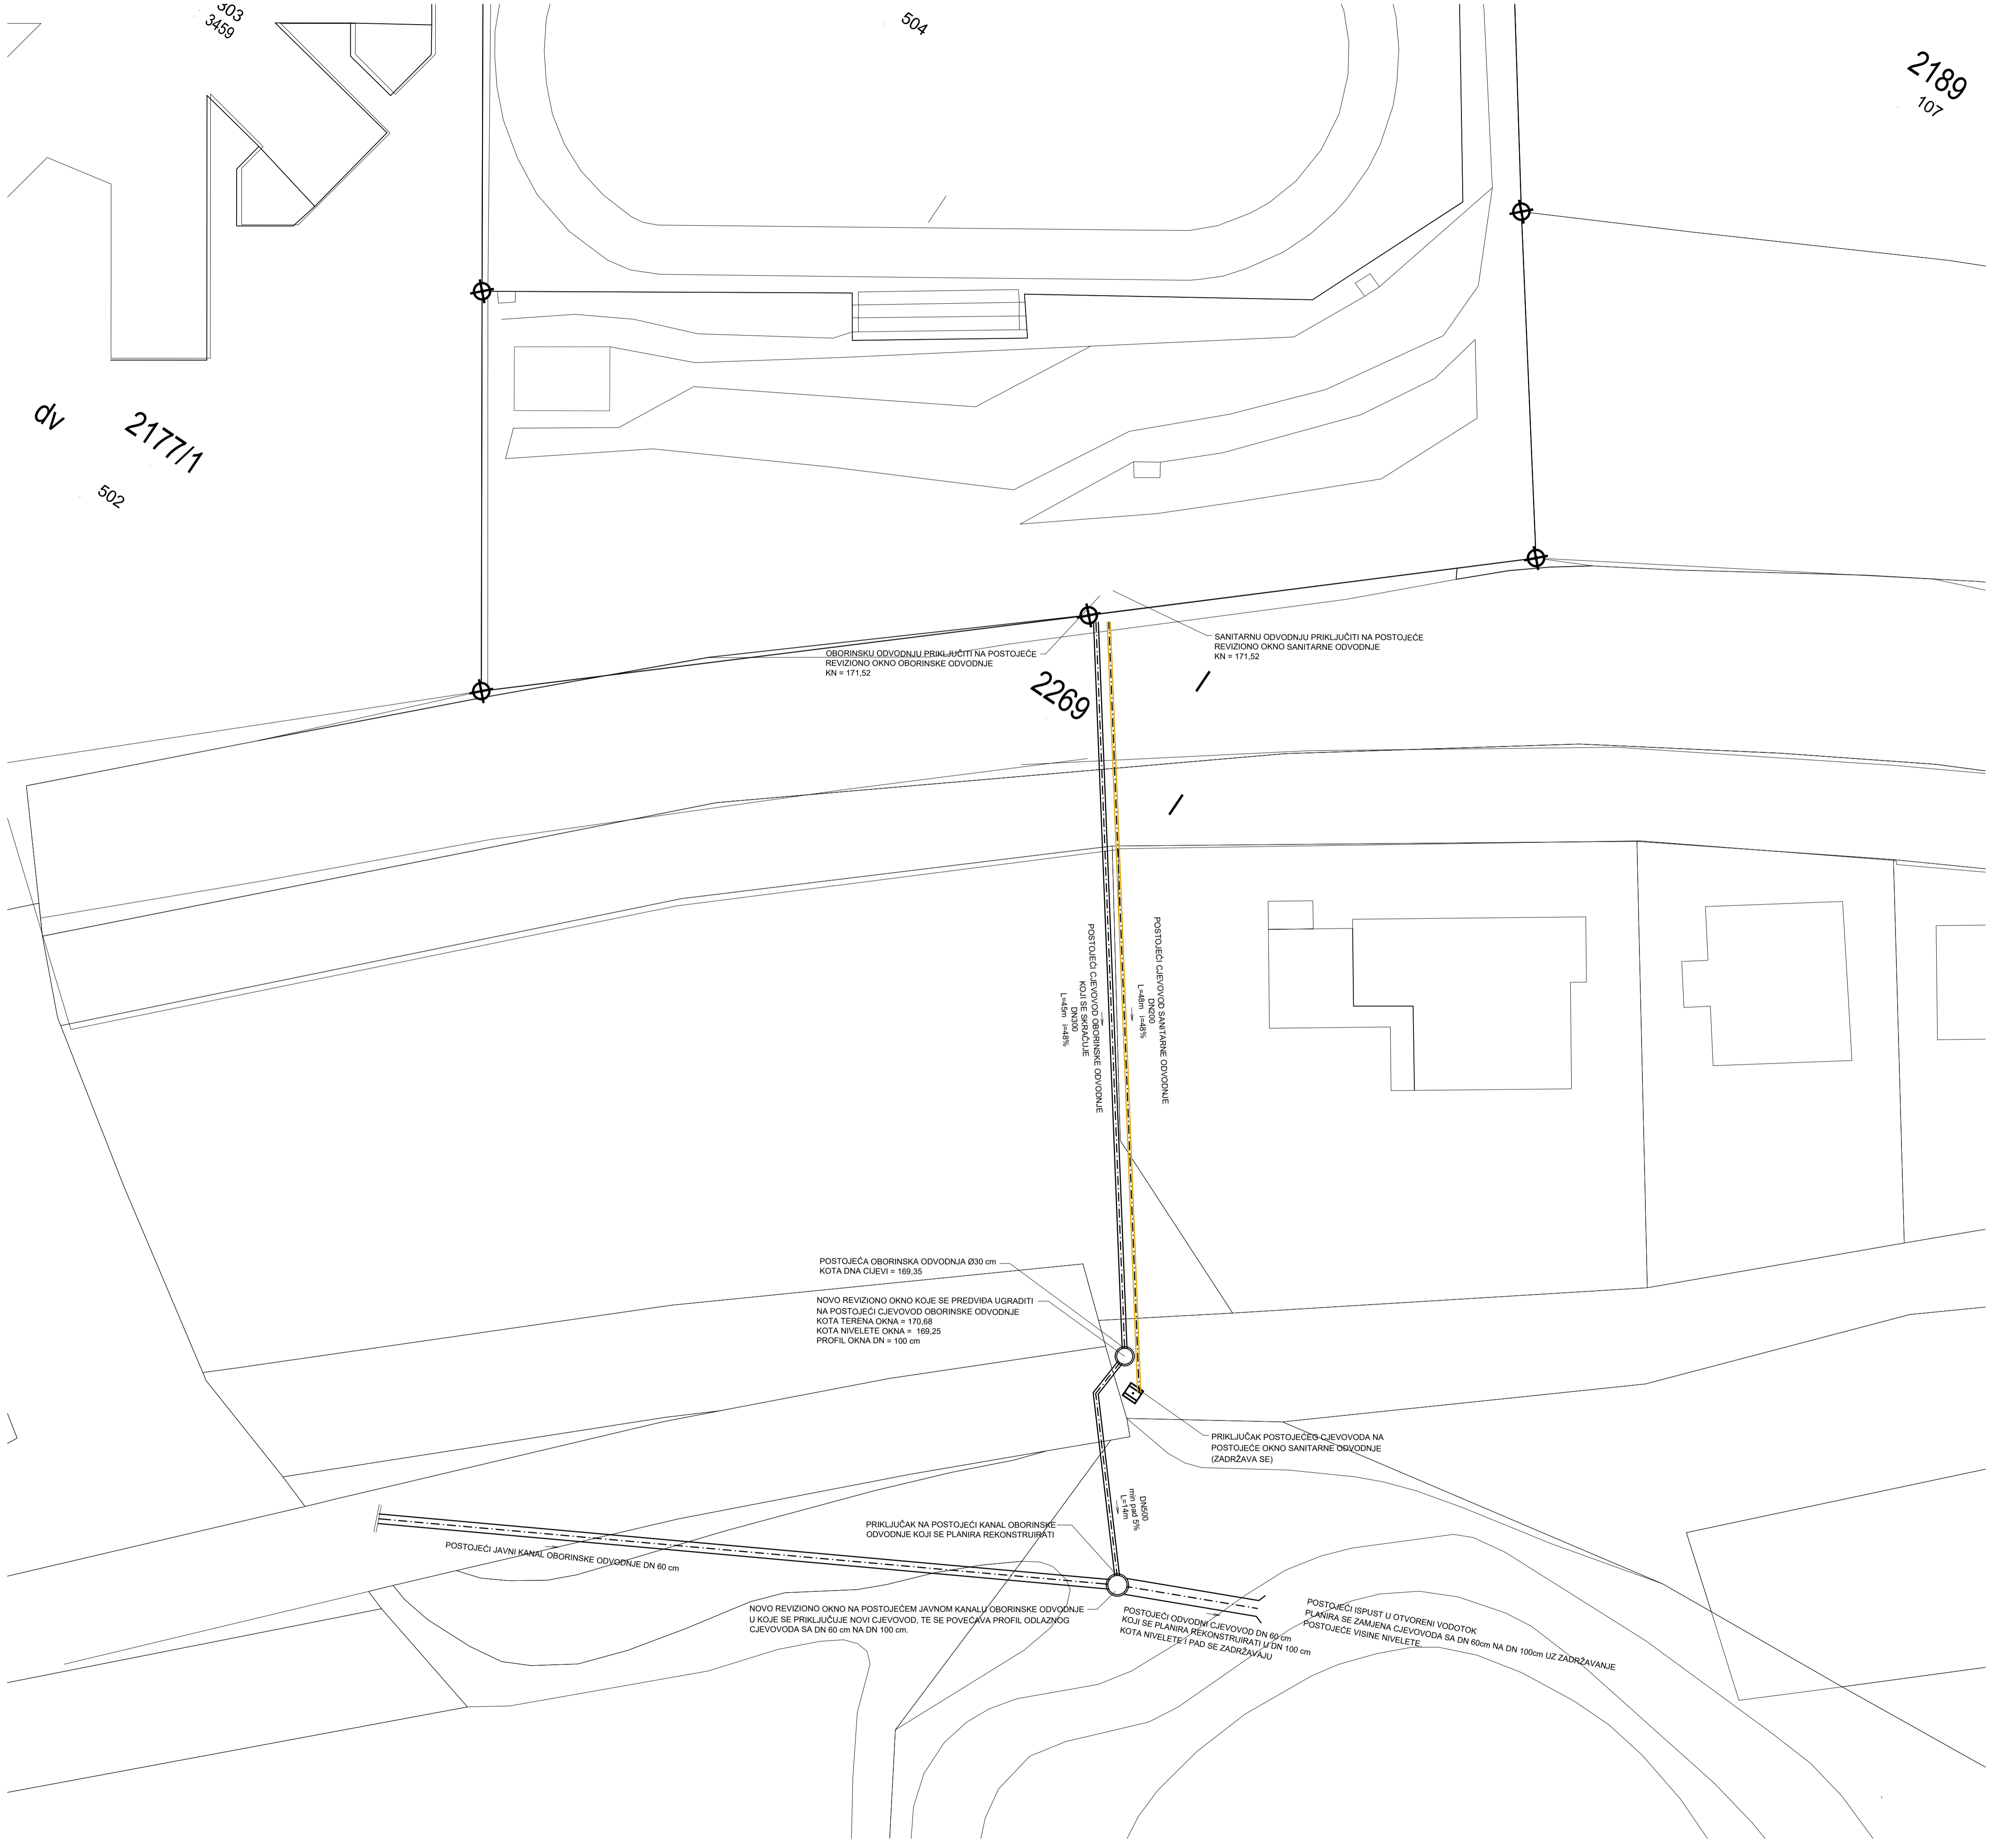 303
3459
504
2189
107
dv
2177/1
502
OBORINSKU ODVODNJU PRIKLJUČITI NA POSTOJEĆE
REVIZIONO OKNO OBORINSKE ODVODNJE
KN = 171,52
SANITARNU ODVODNJU PRIKLJUČITI NA POSTOJEĆE
REVIZIONO OKNO SANITARNE ODVODNJE
KN = 171,52
2269
POSTOJEĆI CJEVOVOD OBORINSKE ODVODNJE
KOJI SE SKRAČUJE
DN300
L=45m i=48%
POSTOJEĆI CJEVOVOD SANITARNE ODVODNJE
DN200
L=48m i=48%
POSTOJEĆA OBORINSKA ODVODNJA Ø30 cm
KOTA DNA CIJEVI = 169,35
NOVO REVIZIONO OKNO KOJE SE PREDVIĐA UGRADITI
NA POSTOJEĆI CJEVOVOD OBORINSKE ODVODNJE
KOTA TERENA OKNA = 170,68
KOTA NIVELETE OKNA = 169,25
PROFIL OKNA DN = 100 cm
PRIKLJUČAK POSTOJEĆEG CJEVOVODA NA
POSTOJEĆE OKNO SANITARNE ODVODNJE
(ZADRŽAVA SE)
DN500
min pad 5%
L=14m
PRIKLJUČAK NA POSTOJEĆI KANAL OBORINSKE
ODVODNJE KOJI SE PLANIRA REKONSTRUIRATI
POSTOJEĆI JAVNI KANAL OBORINSKE ODVODNJE DN 60 cm
NOVO REVIZIONO OKNO NA POSTOJEĆEM JAVNOM KANALU OBORINSKE ODVODNJE
U KOJE SE PRIKLJUČUJE NOVI CJEVOVOD, TE SE POVEĆAVA PROFIL ODLAZNOG
CJEVOVODA SA DN 60 cm NA DN 100 cm.
POSTOJEĆI ODVODNI CJEVOVOD DN 60 cm
KOJI SE PLANIRA REKONSTRUIRATI U DN 100 cm
KOTA NIVELETE I PAD SE ZADRŽAVAJU
POSTOJEĆI ISPUST U OTVORENI VODOTOK
PLANIRA SE ZAMJENA CJEVOVODA SA DN 60cm NA DN 100cm UZ ZADRŽAVANJE
POSTOJEĆE VISINE NIVELETE.